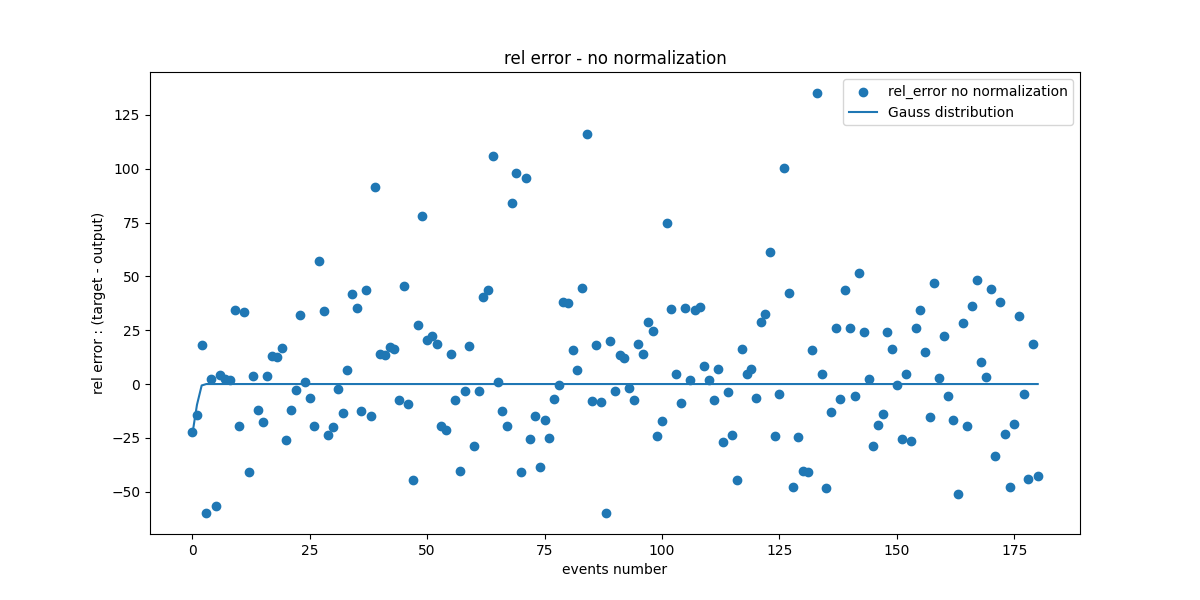 rel error - no normalization
rel error : (target - output)
125
100
75
50
25
0
−25
−50
rel_error no normalization
Gauss distribution
0 25 50 75 100 125 150 175
events number